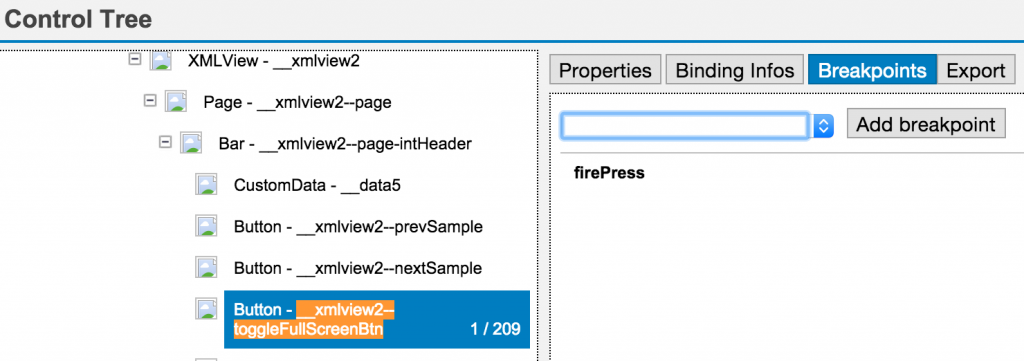 Control Tree
XMLView - __xmlview2
Page - __xmlview2--page
Bar - __xmlview2--page-intHeader
CustomData - __data5
Button - __xmlview2--prevSample
Button - __xmlview2--nextSample
Button - __xmlview2--
toggleFullScreenBtn 1 / 209
Properties Binding Infos Breakpoints Export
Add breakpoint
firePress